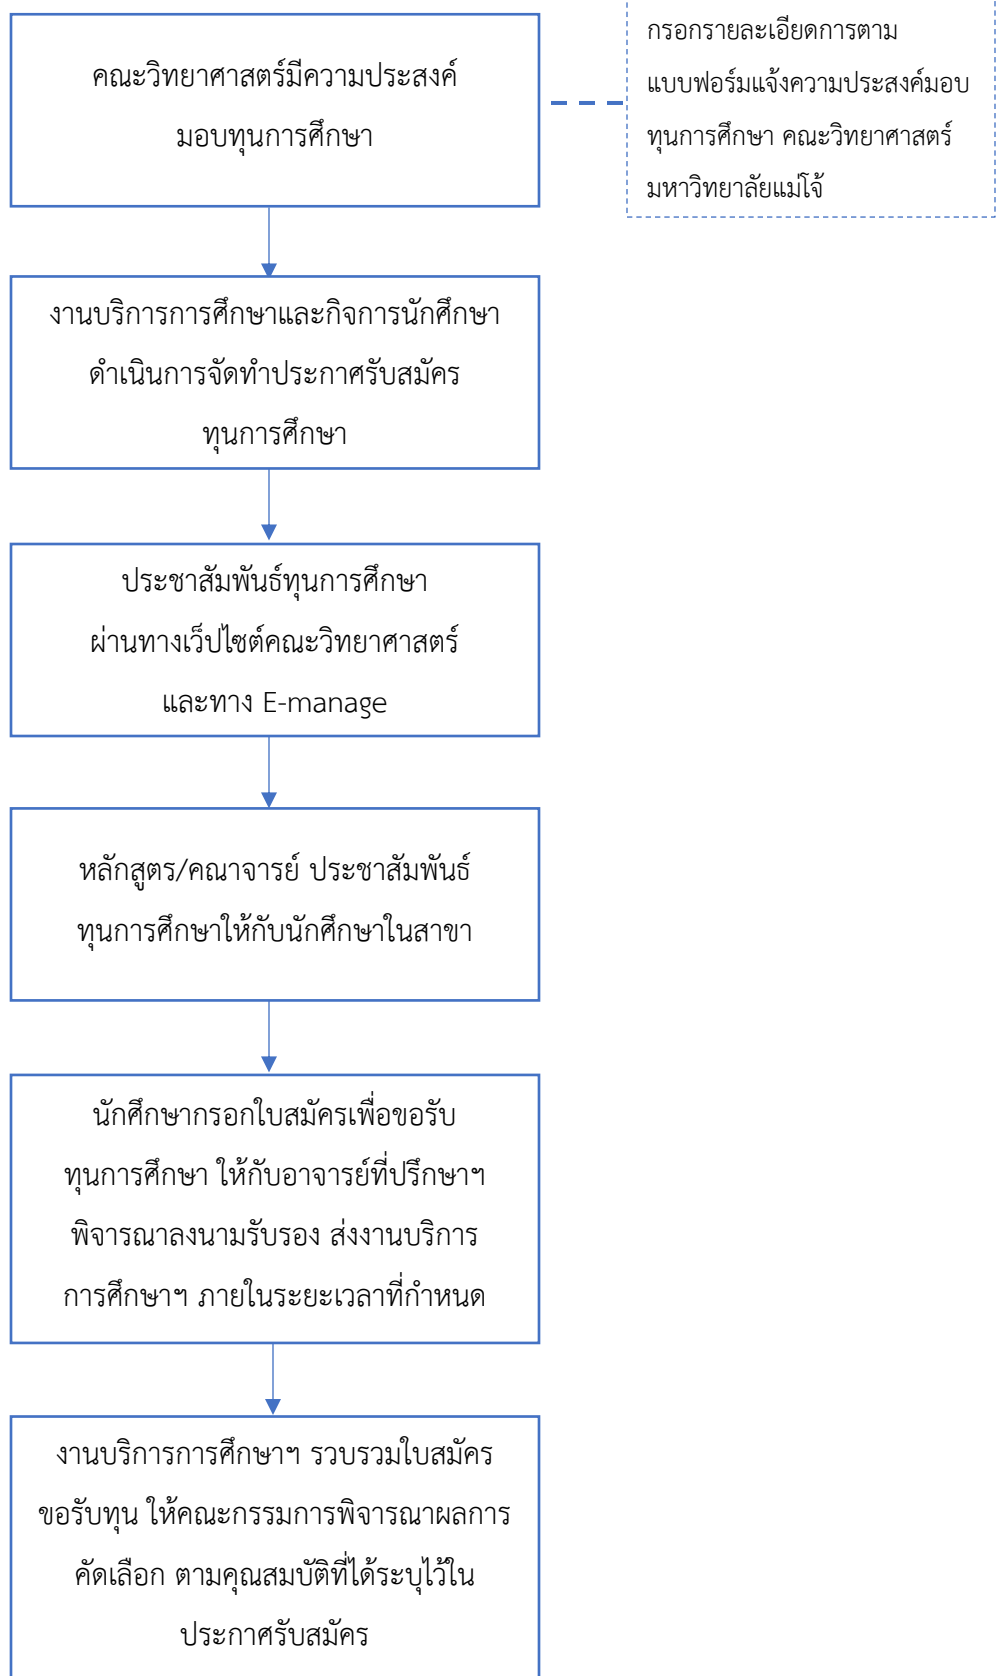 คณะวิทยาศาสตร์มีความประสงค์
มอบทุนการศึกษา
กรอกรายละเอียดการตาม
แบบฟอร์มแจ้งความประสงค์มอบ
ทุนการศึกษา คณะวิทยาศาสตร์
มหาวิทยาลัยแม่โจ้
งานบริการการศึกษาและกิจการนักศึกษา
ดำเนินการจัดทำประกาศรับสมัคร
ทุนการศึกษา
ประชาสัมพันธ์ทุนการศึกษา
ผ่านทางเว็ปไซต์คณะวิทยาศาสตร์
และทาง E-manage
หลักสูตร/คณาจารย์ ประชาสัมพันธ์
ทุนการศึกษาให้กับนักศึกษาในสาขา
นักศึกษากรอกใบสมัครเพื่อขอรับ
ทุนการศึกษา ให้กับอาจารย์ที่ปรึกษาฯ
พิจารณาลงนามรับรอง ส่งงานบริการ
การศึกษาฯ ภายในระยะเวลาที่กำหนด
งานบริการการศึกษาฯ รวบรวมใบสมัคร
ขอรับทุน ให้คณะกรรมการพิจารณาผลการ
คัดเลือก ตามคุณสมบัติที่ได้ระบุไว้ใน
ประกาศรับสมัคร